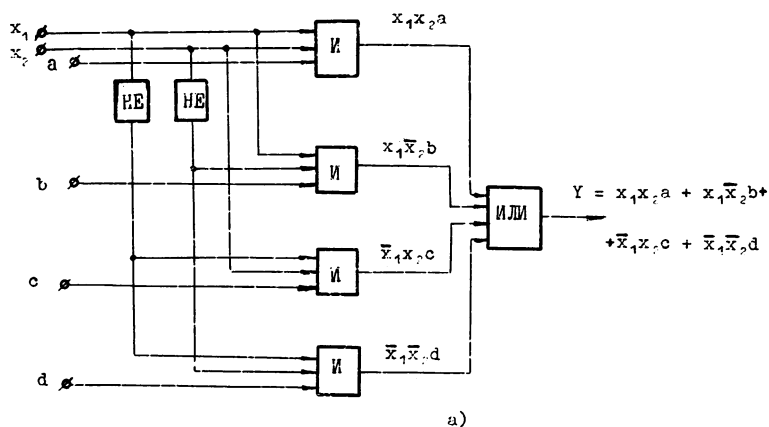 x₁
x₂
a
НЕ
НЕ
И
x₁x₂a
b
И
x₁x̄₂b
c
И
x̄₁x₂c
d
И
x̄₁x̄₂d
ИЛИ
Y = x₁x₂a + x₁x̄₂b+
+x̄₁x₂c + x̄₁x̄₂d
а)